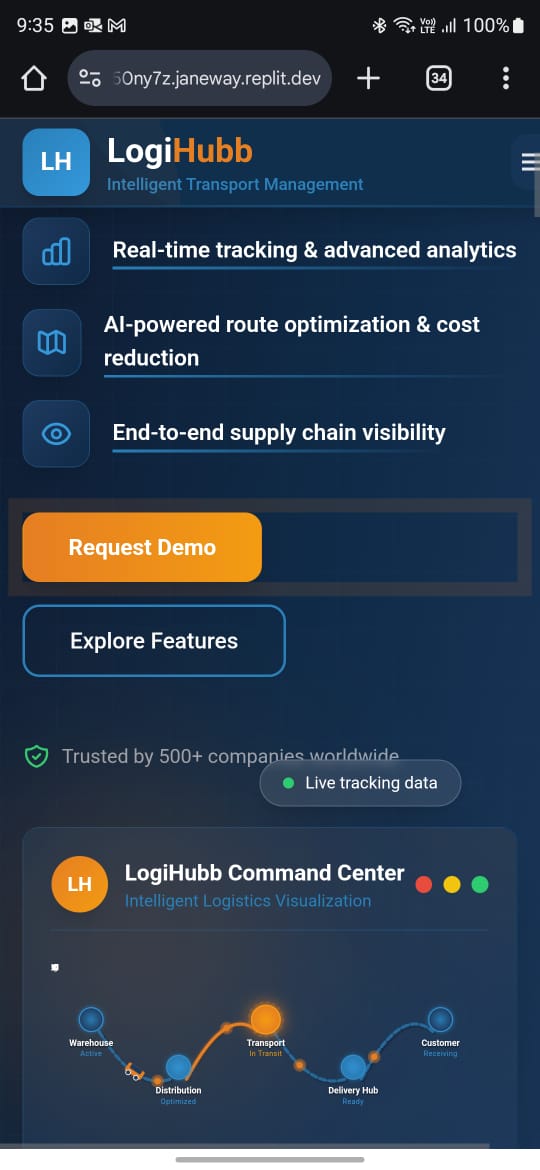 9:35
Vo))
LTE
100%
50ny7z.janeway.replit.dev
34
LH
LogiHubb
Intelligent Transport Management
Real-time tracking & advanced analytics
AI-powered route optimization & cost
reduction
End-to-end supply chain visibility
Request Demo
Explore Features
Trusted by 500+ companies worldwide
Live tracking data
LH
LogiHubb Command Center
Intelligent Logistics Visualization
Warehouse
Active
Transport
In Transit
Customer
Receiving
Distribution
Optimized
Delivery Hub
Ready